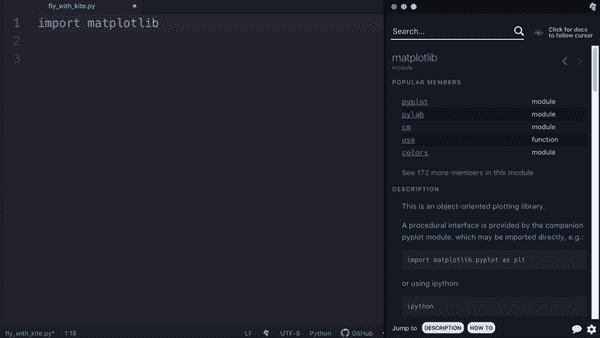 fly_with_kite.py
1 import matplotlib
2
3
Search...
Click for docs
to follow cursor
matplotlib
module
POPULAR MEMBERS
pyplot module
pylab module
cm module
use function
colors module
See 172 more members in this module
DESCRIPTION
This is an object-oriented plotting library.
A procedural interface is provided by the companion
pyplot module, which may be imported directly, e.g.:
import matplotlib.pyplot as plt
or using ipython:
ipython
Jump to DESCRIPTION HOW TO
fly_with_kite.py* 1:18 LF UTF-8 Python GitHub